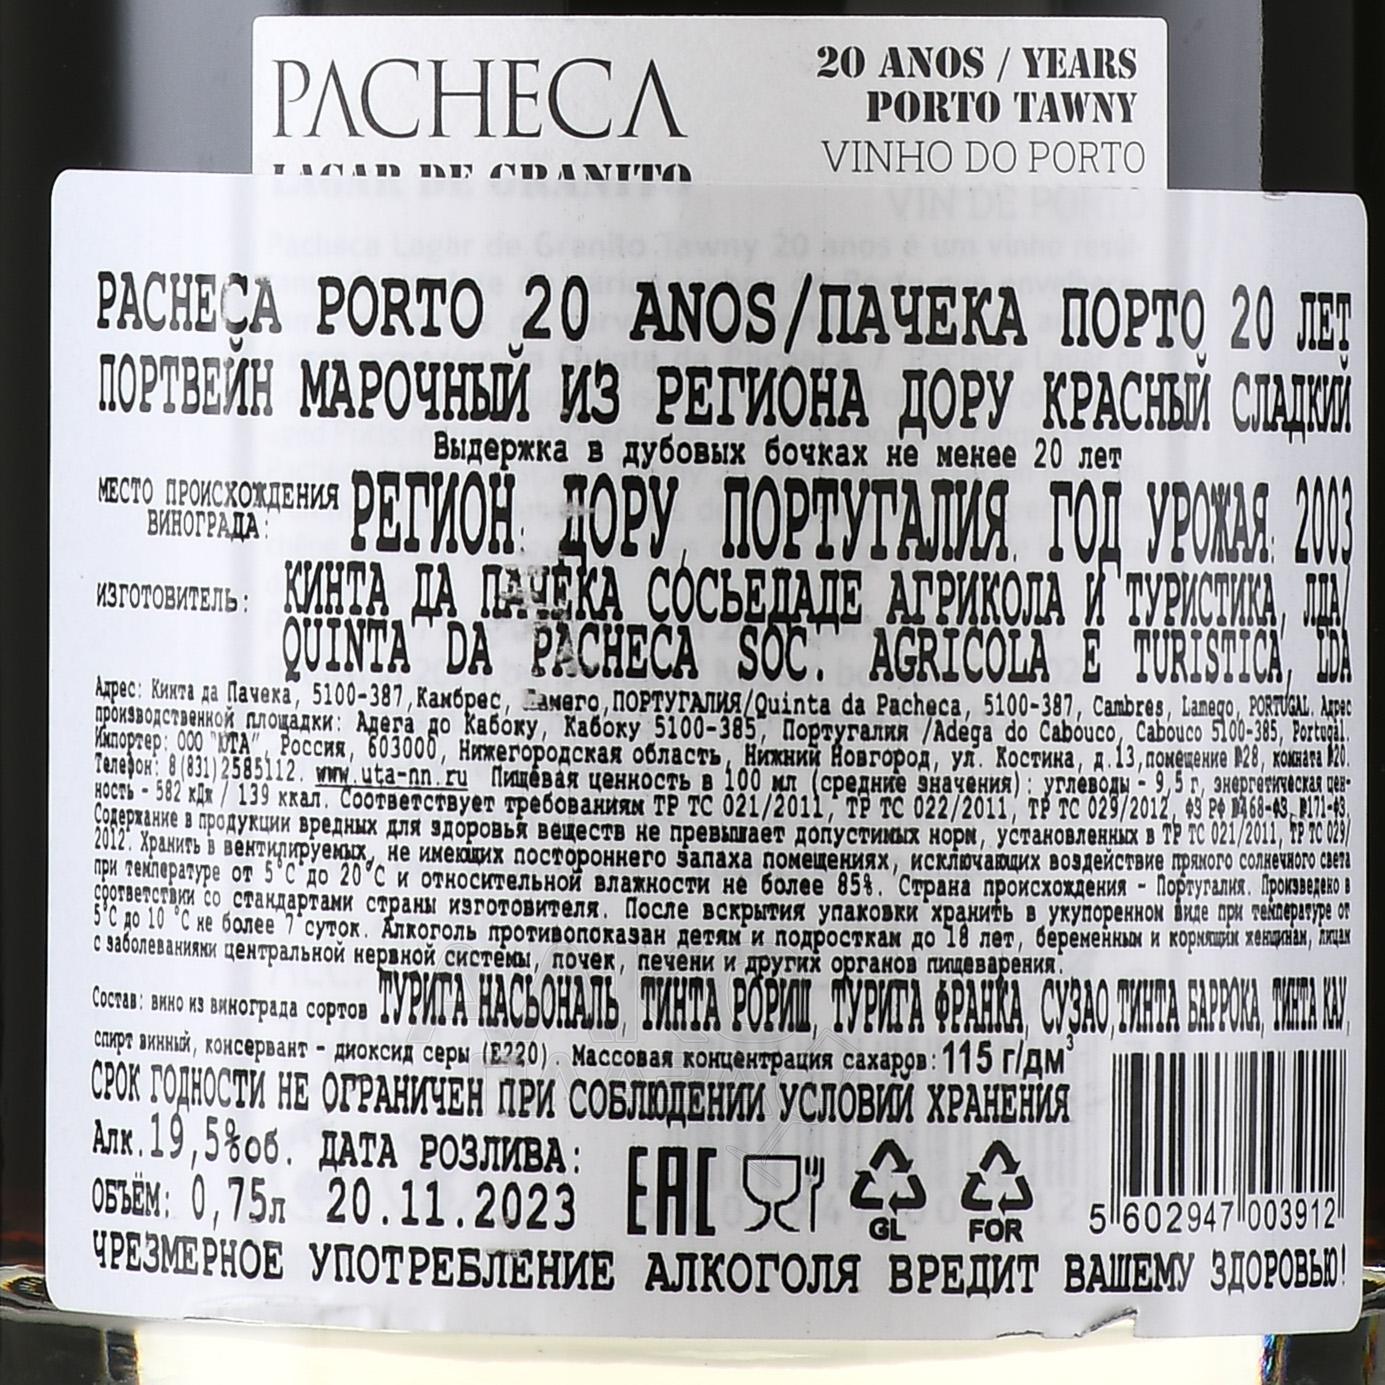 PACHECA
20 ANOS / YEARS
PORTO TAWNY
VINHO DO PORTO
LAGAR DE GRANITO
VIN DE PORTO
PACHECA PORTO 20 ANOS/ПАЧЕКА ПОРТО 20 ЛЕТ
ПОРТВЕЙН МАРОЧНЫЙ ИЗ РЕГИОНА ДОРУ КРАСНЫЙ СЛАДКИЙ
Выдержка в дубовых бочках не менее 20 лет
МЕСТО ПРОИСХОЖДЕНИЯ ВИНОГРАДА: РЕГИОН: ДОРУ, ПОРТУГАЛИЯ. ГОД УРОЖАЯ: 2003
ИЗГОТОВИТЕЛЬ: КИНТА ДА ПАЧЕКА СОСЬЕДАДЕ АГРИКОЛА И ТУРИСТИКА, ЛДА/
QUINTA DA PACHECA SOC. AGRICOLA E TURISTICA, LDA
Адрес: Кинта да Пачека, 5100-387,Камбрес, Ламего,ПОРТУГАЛИЯ/Quinta da Pacheca, 5100-387, Cambres, Lamego, PORTUGAL. Адрес
производственной площадки: Адега до Кабоку, Кабоку 5100-385, Португалия /Adega do Cabouco, Cabouco 5100-385, Portugal.
Импортер: ООО "ЮТА", Россия, 603000, Нижегородская область, Нижний Новгород, ул. Костина, д.13,помещение №28, комната №20.
Телефон: 8(831)2585112. www.uta-nn.ru Пищевая ценность в 100 мл (средние значения): углеводы - 9,5 г, энергетическая цен-
ность - 582 кДж / 139 ккал. Соответствует требованиям ТР ТС 021/2011, ТР ТС 022/2011, ТР ТС 029/2012, ФЗ РФ №468-ФЗ, №171-ФЗ.
Содержание в продукции вредных для здоровья веществ не превышает допустимых норм, установленных в ТР ТС 021/2011, ТР ТС 029/
2012. Хранить в вентилируемых, не имеющих постороннего запаха помещениях, исключающих воздействие прямого солнечного света
при температуре от 5°С до 20°С и относительной влажности не более 85%. Страна происхождения - Португалия. Произведено в
соответствии со стандартами страны изготовителя. После вскрытия упаковки хранить в укупоренном виде при температуре от
5°С до 10 °С не более 7 суток. Алкоголь противопоказан детям и подросткам до 18 лет, беременным и кормящим женщинам, лицам
с заболеваниями центральной нервной системы, почек, печени и других органов пищеварения.
Состав: вино из винограда сортов ТУРИГА НАСЬОНАЛЬ, ТИНТА РОРИШ, ТУРИГА ФРАНКА, СУЗАО,ТИНТА БАРРОКА, ТИНТА КАУ,
спирт винный, консервант - диоксид серы (Е220). Массовая концентрация сахаров:115 г/дм³
СРОК ГОДНОСТИ НЕ ОГРАНИЧЕН ПРИ СОБЛЮДЕНИИ УСЛОВИЙ ХРАНЕНИЯ
Алк.19,5%об. ДАТА РОЗЛИВА:
ОБЪЁМ: 0,75л 20.11.2023
EAC
GL
FOR
5 602947 003912
ЧРЕЗМЕРНОЕ УПОТРЕБЛЕНИЕ АЛКОГОЛЯ ВРЕДИТ ВАШЕМУ ЗДОРОВЬЮ!